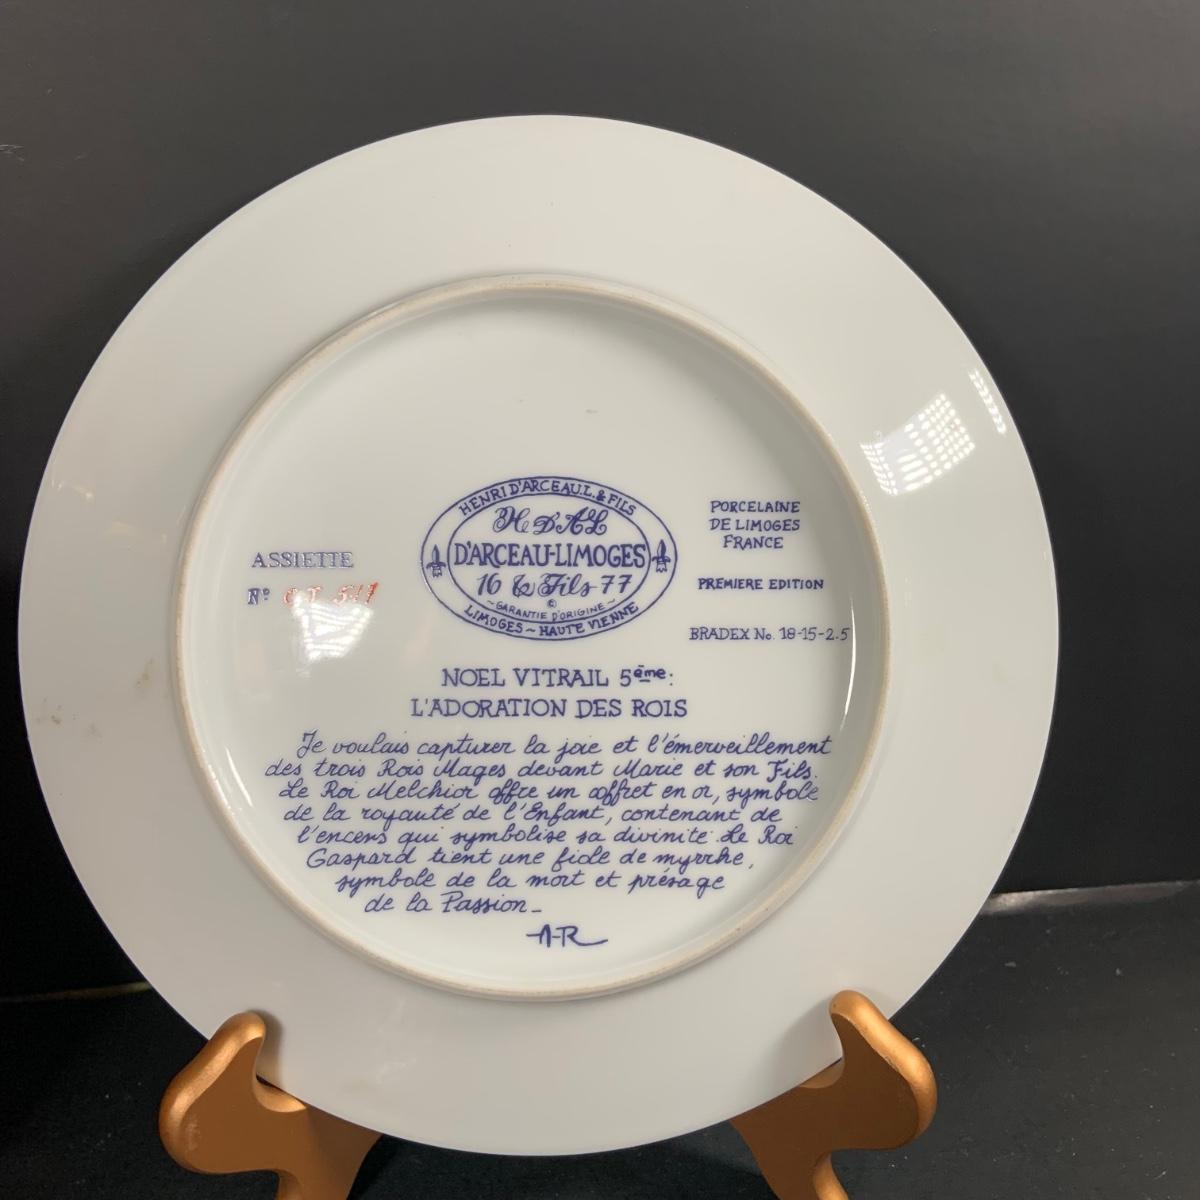 HENRI D'ARCEAU.L. & FILS
H D'A&L
D'ARCEAU-LIMOGES
16 & Fils 77
©
~GARANTIE D'ORIGINE~
LIMOGES ~ HAUTE VIENNE
ASSIETTE
Nº
PORCELAINE
DE LIMOGES
FRANCE
PREMIERE EDITION
BRADEX No. 18-15-2.5
NOEL VITRAIL 5ème:
L'ADORATION DES ROIS
Je voulais capturer la joie et l'émerveillement
des trois Rois Mages devant Marie et son Fils.
Le Roi Melchior offre un coffret en or, symbole
de la royauté de l'Enfant, contenant de
l'encens qui symbolise sa divinité. Le Roi
Gaspard tient une fiole de myrrhe,
symbole de la mort et présage
de la Passion_
A-R